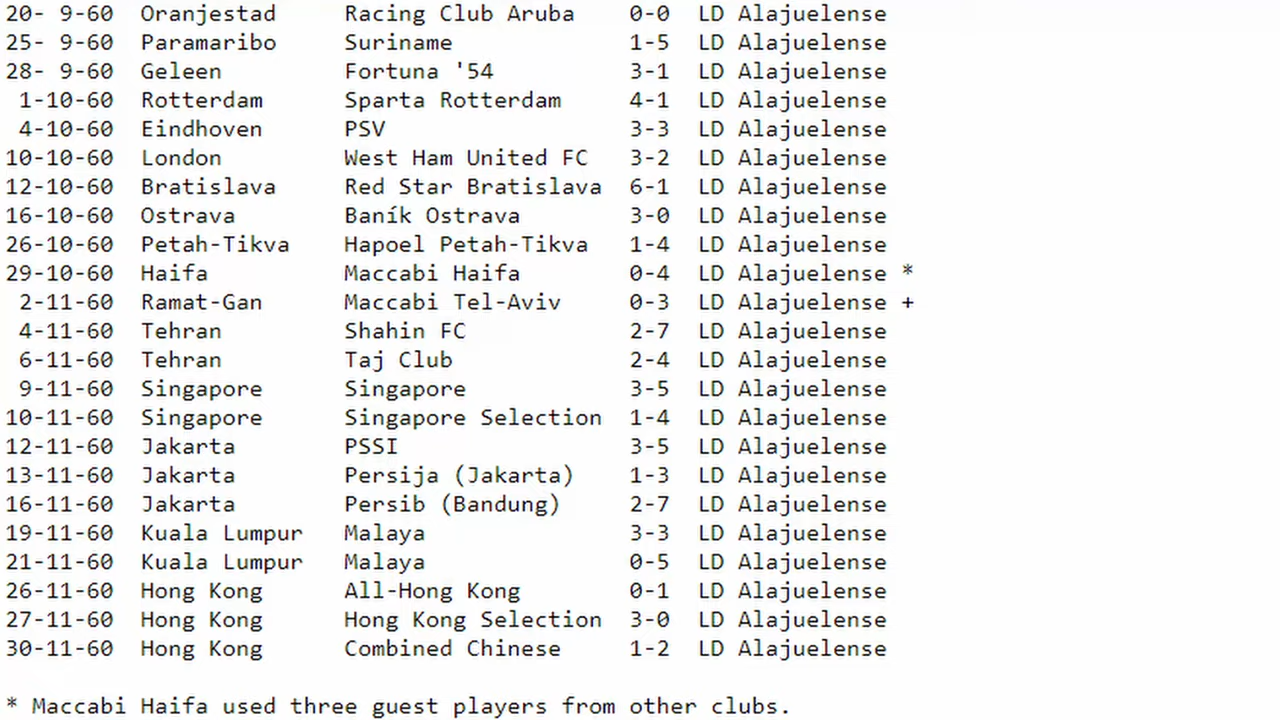 20- 9-60  Oranjestad     Racing Club Aruba    0-0  LD Alajuelense
25- 9-60  Paramaribo     Suriname             1-5  LD Alajuelense
28- 9-60  Geleen         Fortuna '54          3-1  LD Alajuelense
 1-10-60  Rotterdam      Sparta Rotterdam     4-1  LD Alajuelense
 4-10-60  Eindhoven      PSV                  3-3  LD Alajuelense
10-10-60  London         West Ham United FC   3-2  LD Alajuelense
12-10-60  Bratislava     Red Star Bratislava  6-1  LD Alajuelense
16-10-60  Ostrava        Baník Ostrava        3-0  LD Alajuelense
26-10-60  Petah-Tikva    Hapoel Petah-Tikva   1-4  LD Alajuelense
29-10-60  Haifa          Maccabi Haifa        0-4  LD Alajuelense *
 2-11-60  Ramat-Gan      Maccabi Tel-Aviv     0-3  LD Alajuelense +
 4-11-60  Tehran         Shahin FC            2-7  LD Alajuelense
 6-11-60  Tehran         Taj Club             2-4  LD Alajuelense
 9-11-60  Singapore      Singapore            3-5  LD Alajuelense
10-11-60  Singapore      Singapore Selection  1-4  LD Alajuelense
12-11-60  Jakarta        PSSI                 3-5  LD Alajuelense
13-11-60  Jakarta        Persija (Jakarta)    1-3  LD Alajuelense
16-11-60  Jakarta        Persib (Bandung)     2-7  LD Alajuelense
19-11-60  Kuala Lumpur   Malaya               3-3  LD Alajuelense
21-11-60  Kuala Lumpur   Malaya               0-5  LD Alajuelense
26-11-60  Hong Kong      All-Hong Kong        0-1  LD Alajuelense
27-11-60  Hong Kong      Hong Kong Selection  3-0  LD Alajuelense
30-11-60  Hong Kong      Combined Chinese     1-2  LD Alajuelense
* Maccabi Haifa used three guest players from other clubs.